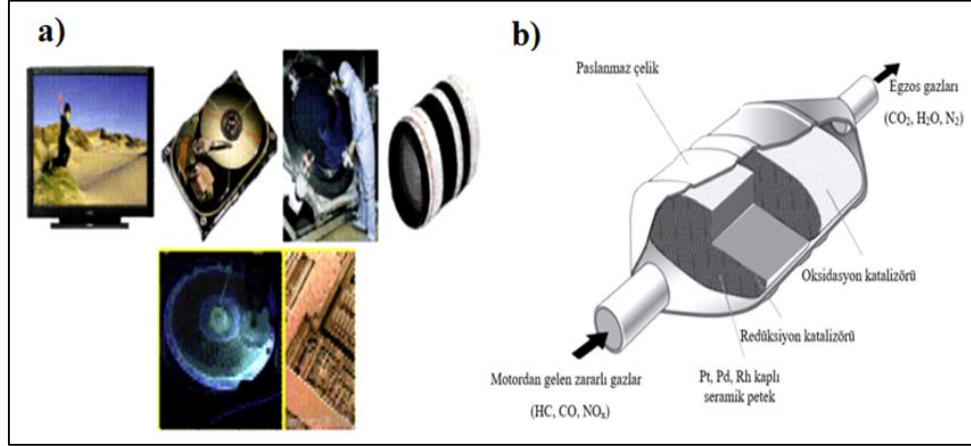 a)
b)
Paslanmaz çelik
Egzos gazları
(CO₂, H₂O, N₂)
Oksidasyon katalizörü
Redüksiyon katalizörü
Pt, Pd, Rh kaplı
seramik petek
Motordan gelen zararlı gazlar
(HC, CO, NOₓ)